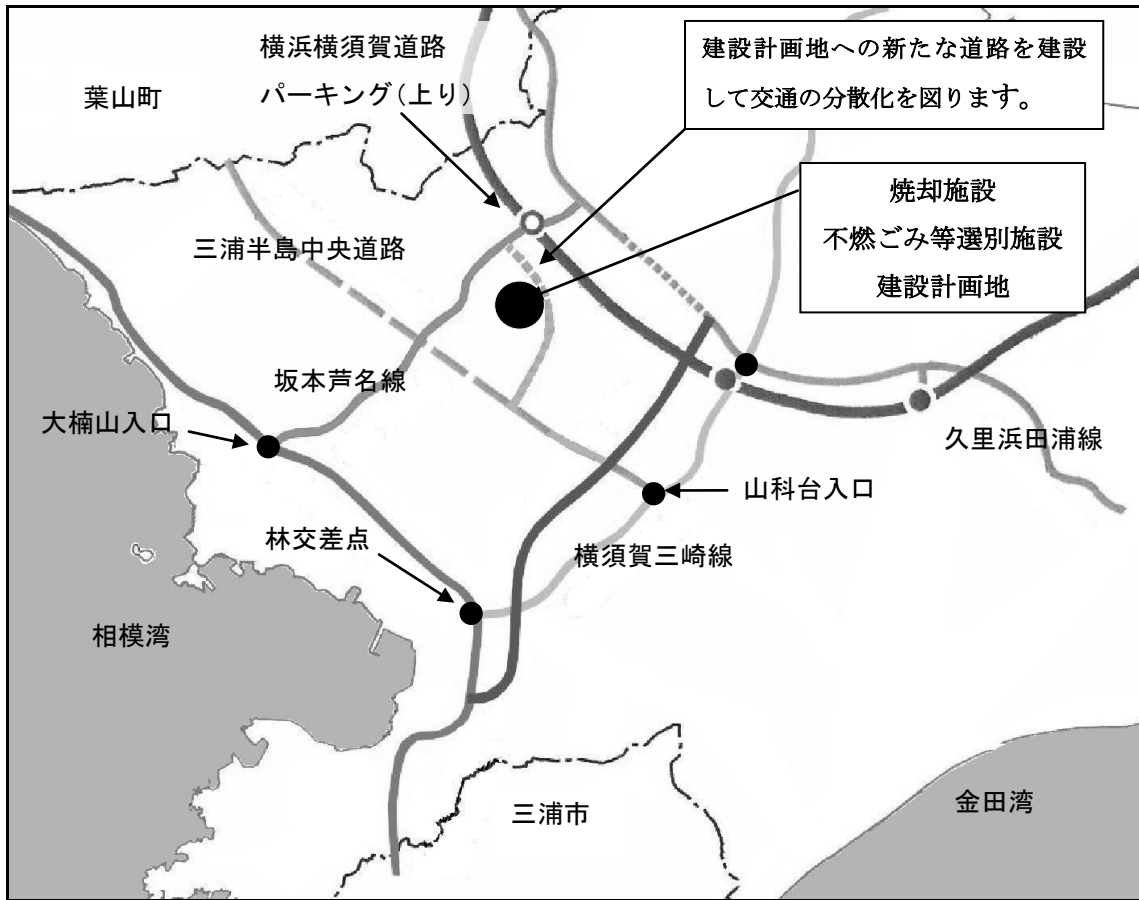 横浜横須賀道路
パーキング（上り）
建設計画地への新たな道路を建設
して交通の分散化を図ります。
葉山町
焼却施設
不燃ごみ等選別施設
建設計画地
三浦半島中央道路
坂本芦名線
大楠山入口
久里浜田浦線
山科台入口
林交差点
横須賀三崎線
相模湾
三浦市
金田湾